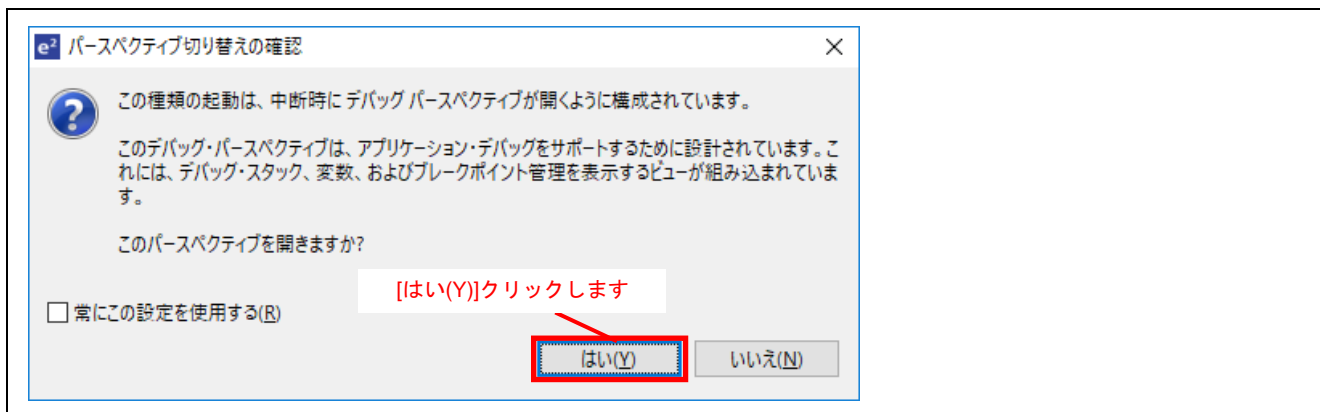 e² パースペクティブ切り替えの確認
この種類の起動は、中断時に デバッグ パースペクティブが開くように構成されています。
このデバッグ・パースペクティブは、アプリケーション・デバッグをサポートするために設計されています。こ
れには、デバッグ・スタック、変数、およびブレークポイント管理を表示するビューが組み込まれていま
す。
このパースペクティブを開きますか?
[はい(Y)]クリックします
常にこの設定を使用する(R)
はい(Y) いいえ(N)